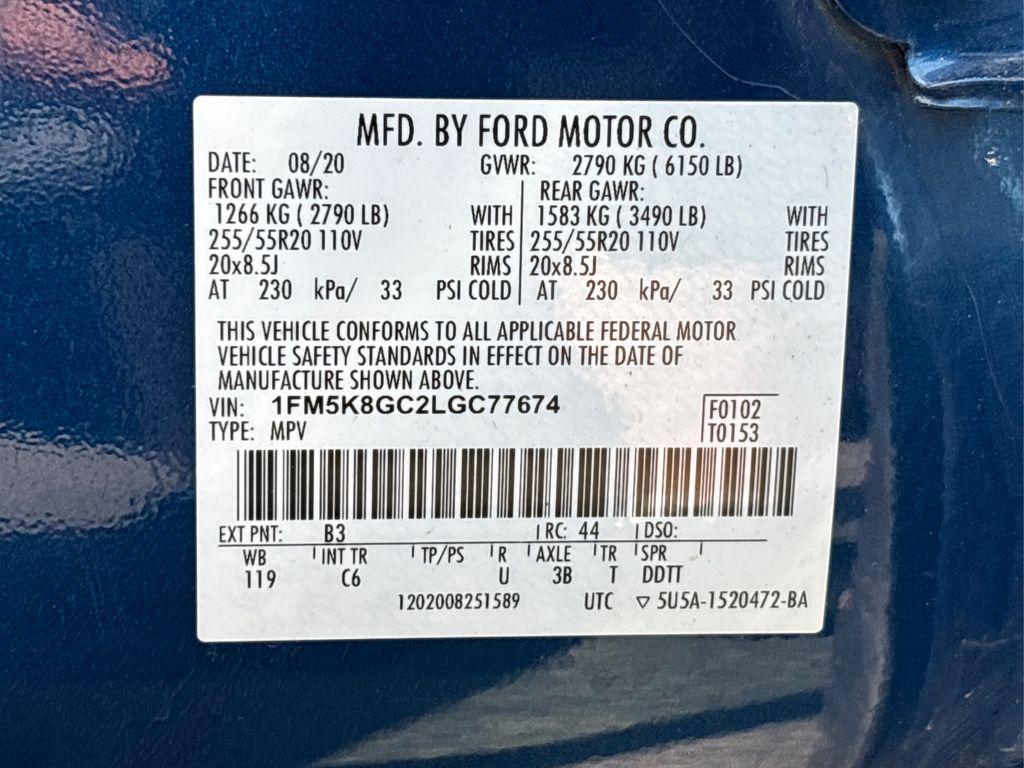 MFD. BY FORD MOTOR CO.
DATE: 08/20 GVWR: 2790 KG ( 6150 LB)
FRONT GAWR: REAR GAWR:
1266 KG ( 2790 LB) WITH 1583 KG ( 3490 LB) WITH
255/55R20 110V TIRES 255/55R20 110V TIRES
20x8.5J RIMS 20x8.5J RIMS
AT 230 kPa/ 33 PSI COLD AT 230 kPa/ 33 PSI COLD
THIS VEHICLE CONFORMS TO ALL APPLICABLE FEDERAL MOTOR
VEHICLE SAFETY STANDARDS IN EFFECT ON THE DATE OF
MANUFACTURE SHOWN ABOVE.
VIN: 1FM5K8GC2LGC77674 F0102
TYPE: MPV T0153
EXT PNT: B3 RC: 44 DSO:
WB INT TR TP/PS R AXLE TR SPR
119 C6 U 3B T DDTT
1202008251589 UTC ▽ 5U5A-1520472-BA